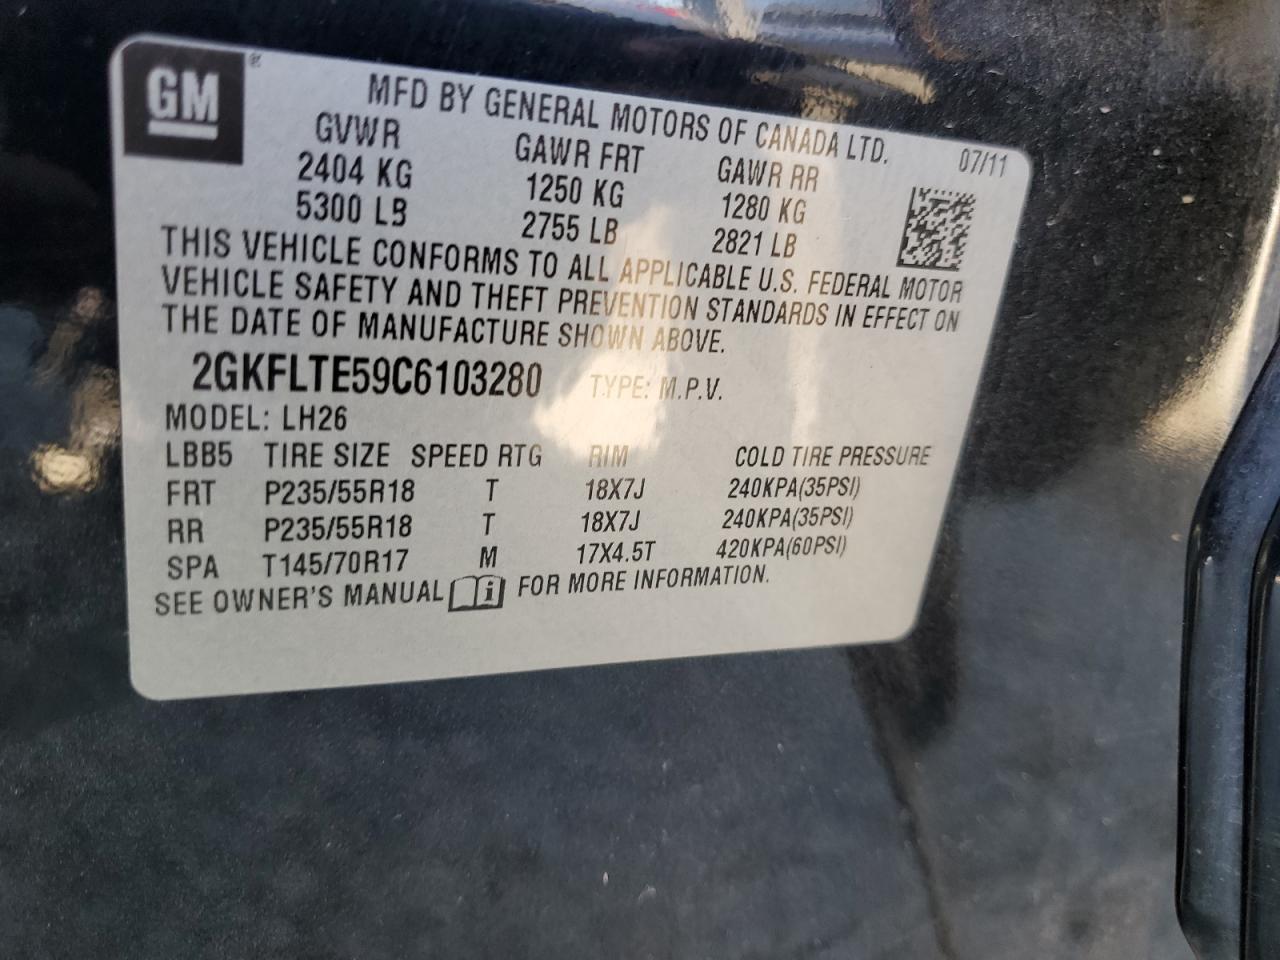 GM ®
MFD BY GENERAL MOTORS OF CANADA LTD.
07/11
GVWR GAWR FRT GAWR RR
2404 KG 1250 KG 1280 KG
5300 LB 2755 LB 2821 LB
THIS VEHICLE CONFORMS TO ALL APPLICABLE U.S. FEDERAL MOTOR
VEHICLE SAFETY AND THEFT PREVENTION STANDARDS IN EFFECT ON
THE DATE OF MANUFACTURE SHOWN ABOVE.
2GKFLTE59C6103280 TYPE: M.P.V.
MODEL: LH26
LBB5 TIRE SIZE SPEED RTG RIM COLD TIRE PRESSURE
FRT P235/55R18 T 18X7J 240KPA(35PSI)
RR P235/55R18 T 18X7J 240KPA(35PSI)
SPA T145/70R17 M 17X4.5T 420KPA(60PSI)
SEE OWNER'S MANUAL i FOR MORE INFORMATION.